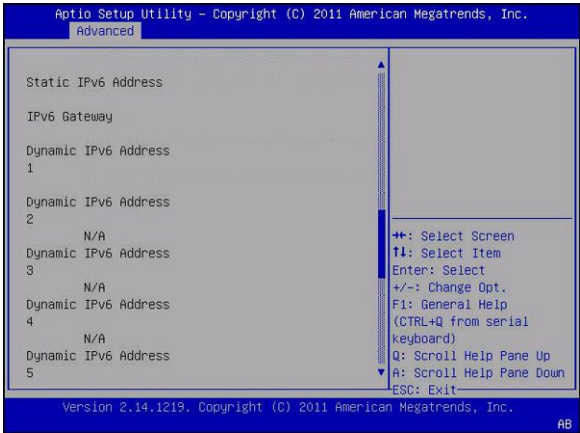 Aptio Setup Utility – Copyright (C) 2011 American Megatrends, Inc.
Advanced
Static IPv6 Address
IPv6 Gateway
Dynamic IPv6 Address
1
Dynamic IPv6 Address
2
N/A
Dynamic IPv6 Address
3
N/A
Dynamic IPv6 Address
4
N/A
Dynamic IPv6 Address
5
→←: Select Screen
↑↓: Select Item
Enter: Select
+/-: Change Opt.
F1: General Help
(CTRL+Q from serial
keyboard)
Q: Scroll Help Pane Up
A: Scroll Help Pane Down
ESC: Exit
Version 2.14.1219. Copyright (C) 2011 American Megatrends, Inc.
AB